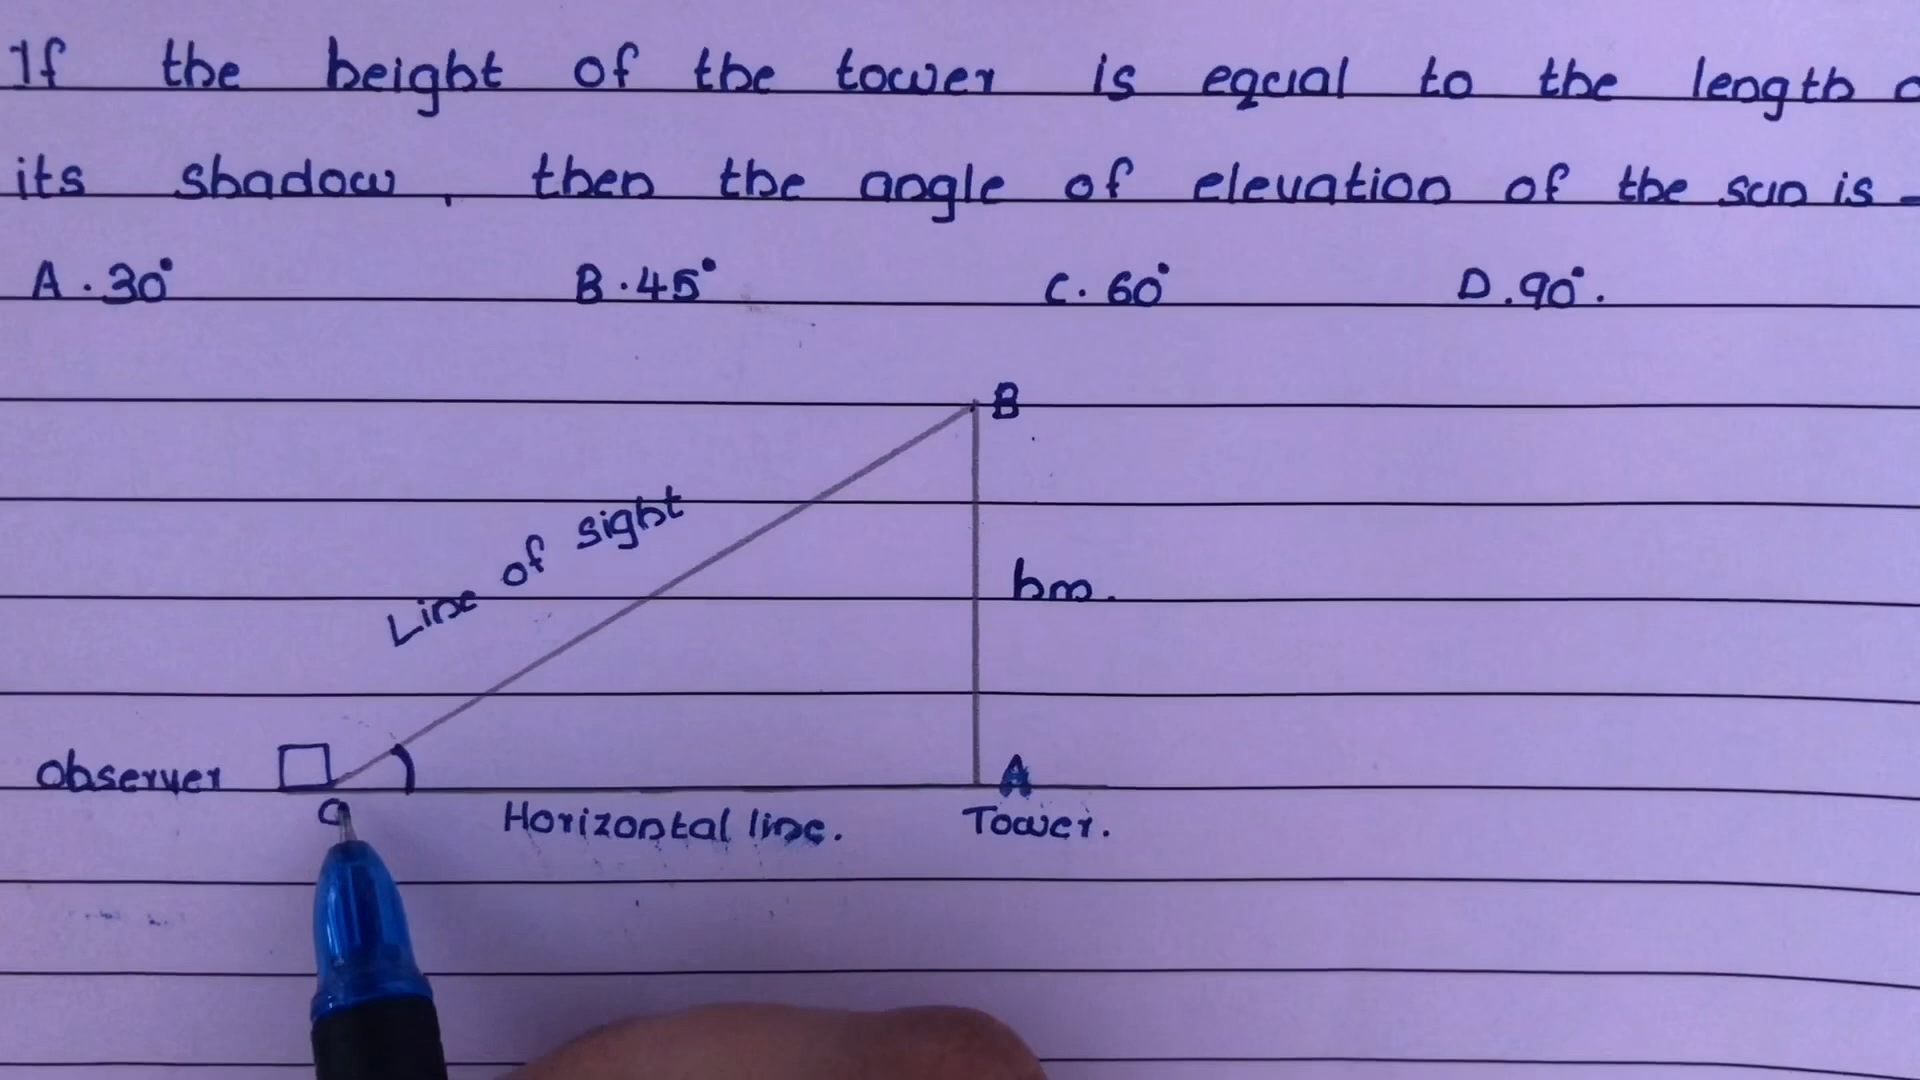 If the height of the tower is equal to the length
its shadow, then the angle of elevation of the sun is
A. 30° B. 45° C. 60° D. 90°.
B
Line of sight
hm.
observer
A
C
Horizontal line.
Tower.